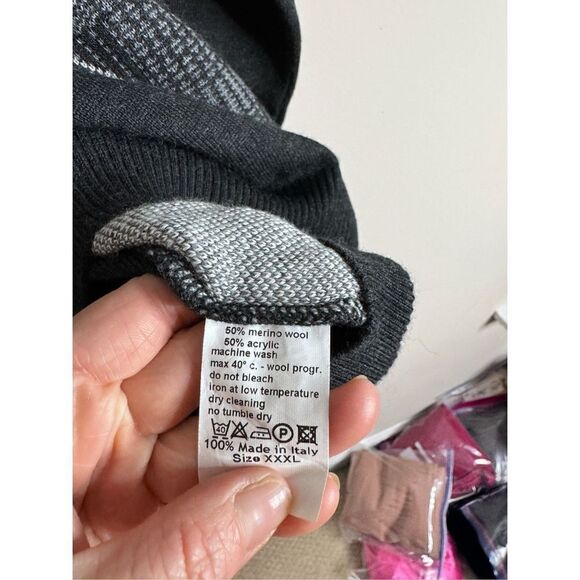 50% merino wool
50% acrylic
machine wash
max 40° c. - wool progr.
do not bleach
iron at low temperature
dry cleaning
no tumble dry
40 P
100% Made in Italy
Size XXXL